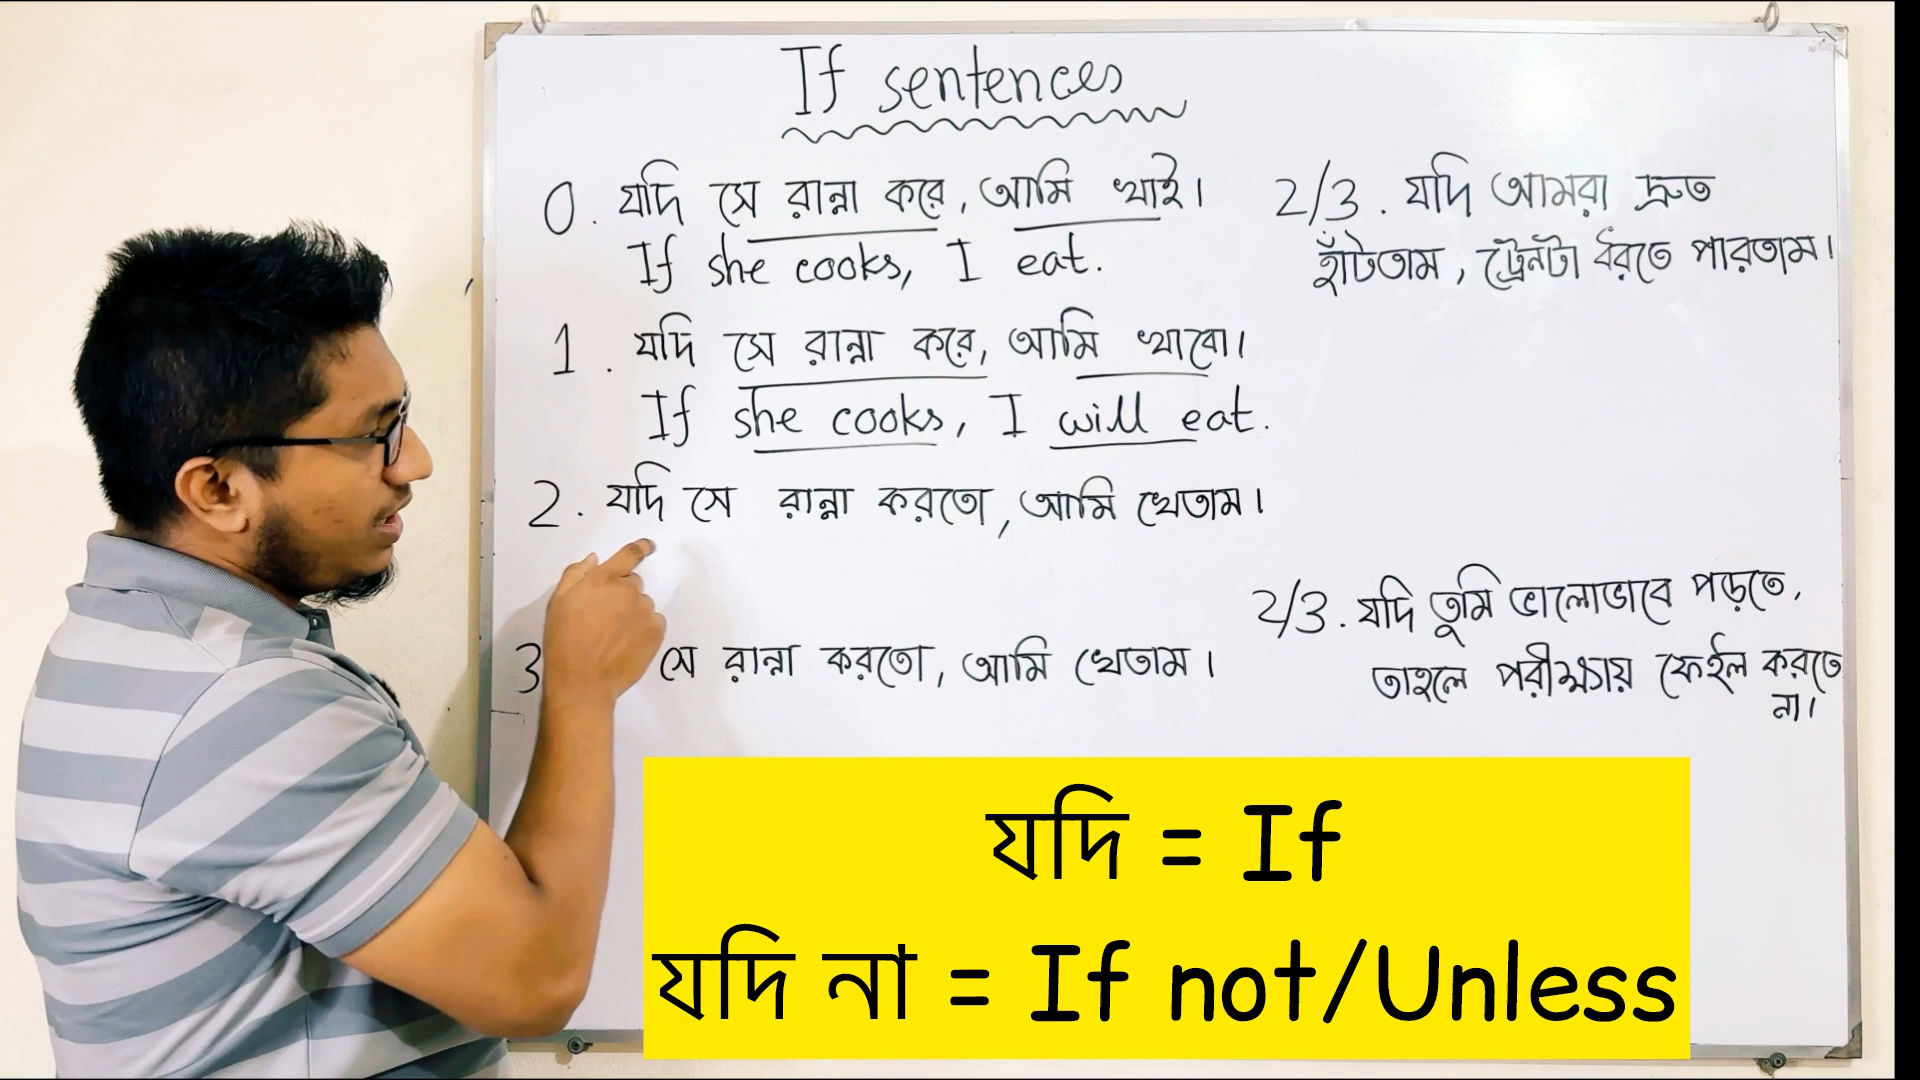 If sentences
0. যদি সে রান্না করে, আমি খাই।
If she cooks, I eat.
1. যদি সে রান্না করে, আমি খাবো।
If she cooks, I will eat.
2. যদি সে রান্না করতো, আমি খেতাম।
3 সে রান্না করতো, আমি খেতাম।
2/3. যদি আমরা দ্রুত
হাঁটতাম, ট্রেনটা ধরতে পারতাম।
2/3. যদি তুমি ভালোভাবে পড়তে,
তাহলে পরীক্ষায় ফেইল করতে
না।
যদি = If
যদি না = If not/Unless